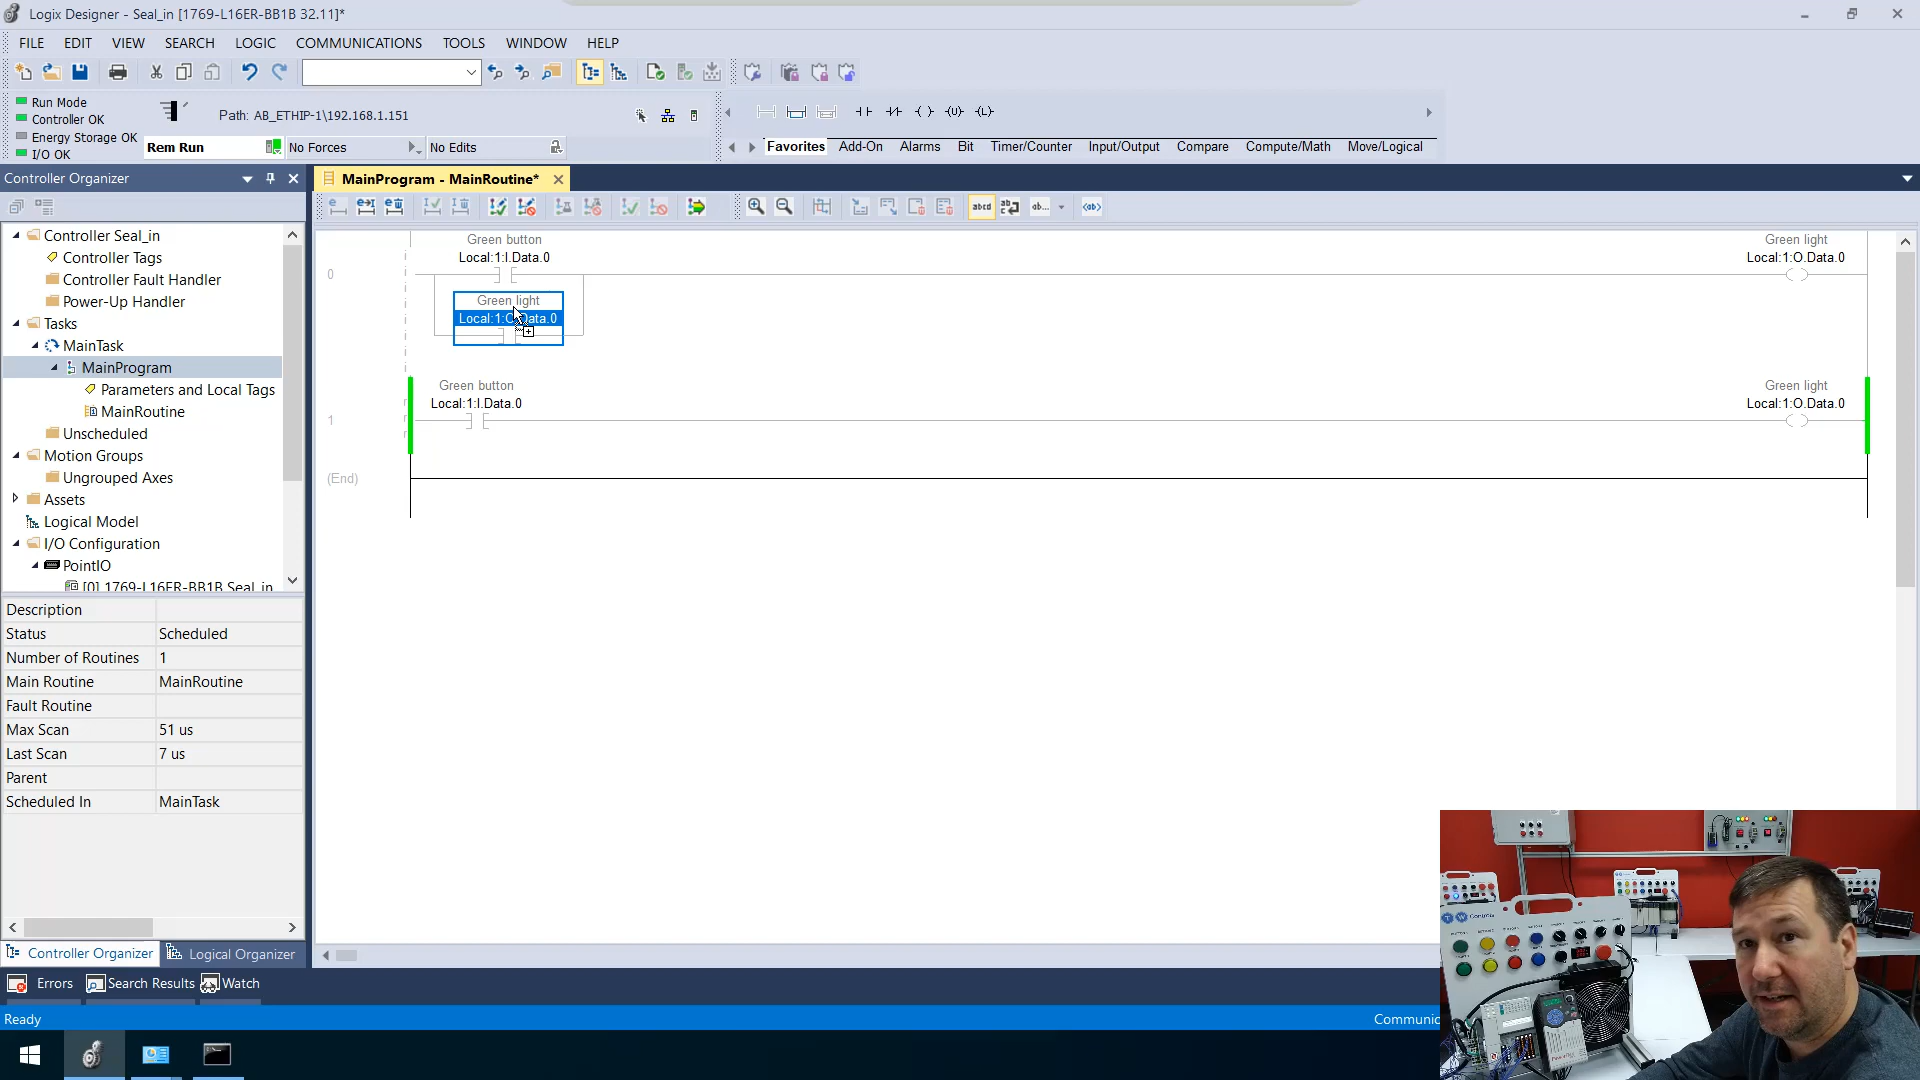 Logix Designer - Seal_in [1769-L16ER-BB1B 32.11]*
FILE EDIT VIEW SEARCH LOGIC COMMUNICATIONS TOOLS WINDOW HELP
Run Mode
Controller OK
Energy Storage OK
I/O OK
Path: AB_ETHIP-1\192.168.1.151
Rem Run No Forces No Edits
Favorites Add-On Alarms Bit Timer/Counter Input/Output Compare Compute/Math Move/Logical
Controller Organizer
MainProgram - MainRoutine*
Controller Seal_in
Controller Tags
Controller Fault Handler
Power-Up Handler
Tasks
MainTask
MainProgram
Parameters and Local Tags
MainRoutine
Unscheduled
Motion Groups
Ungrouped Axes
Assets
Logical Model
I/O Configuration
PointIO
[0] 1769-L16ER-BB1B Seal_in
Description
Status Scheduled
Number of Routines 1
Main Routine MainRoutine
Fault Routine
Max Scan 51 us
Last Scan 7 us
Parent
Scheduled In MainTask
Controller Organizer Logical Organizer
Green button
Local:1:I.Data.0
Green light
Local:1:O.Data.0
0
Green light
Local:1:O.Data.0
Green button
Local:1:I.Data.0
Green light
Local:1:O.Data.0
1
(End)
Errors Search Results Watch
Ready
Communic